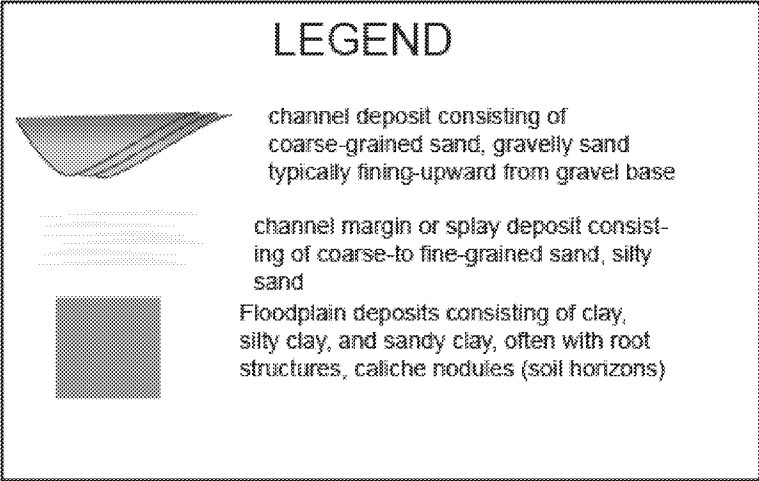 LEGEND
channel deposit consisting of
coarse-grained sand, gravelly sand
typically fining-upward from gravel base
channel margin or splay deposit consist-
ing of coarse-to fine-grained sand, silty
sand
Floodplain deposits consisting of clay,
silty clay, and sandy clay, often with root
structures, caliche nodules (soil horizons)